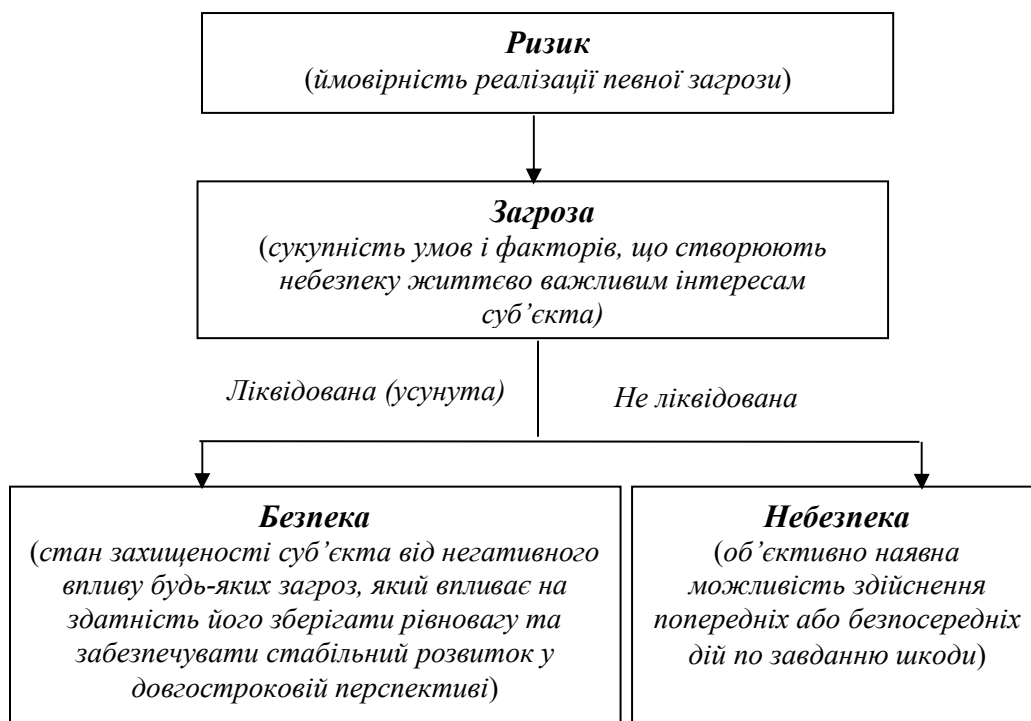 Ризик
(ймовірність реалізації певної загрози)
Загроза
(сукупність умов і факторів, що створюють
небезпеку життєво важливим інтересам
суб’єкта)
Ліквідована (усунута)
Не ліквідована
Безпека
(стан захищеності суб’єкта від негативного
впливу будь-яких загроз, який впливає на
здатність його зберігати рівновагу та
забезпечувати стабільний розвиток у
довгостроковій перспективі)
Небезпека
(об’єктивно наявна
можливість здійснення
попередніх або безпосередніх
дій по завданню шкоди)